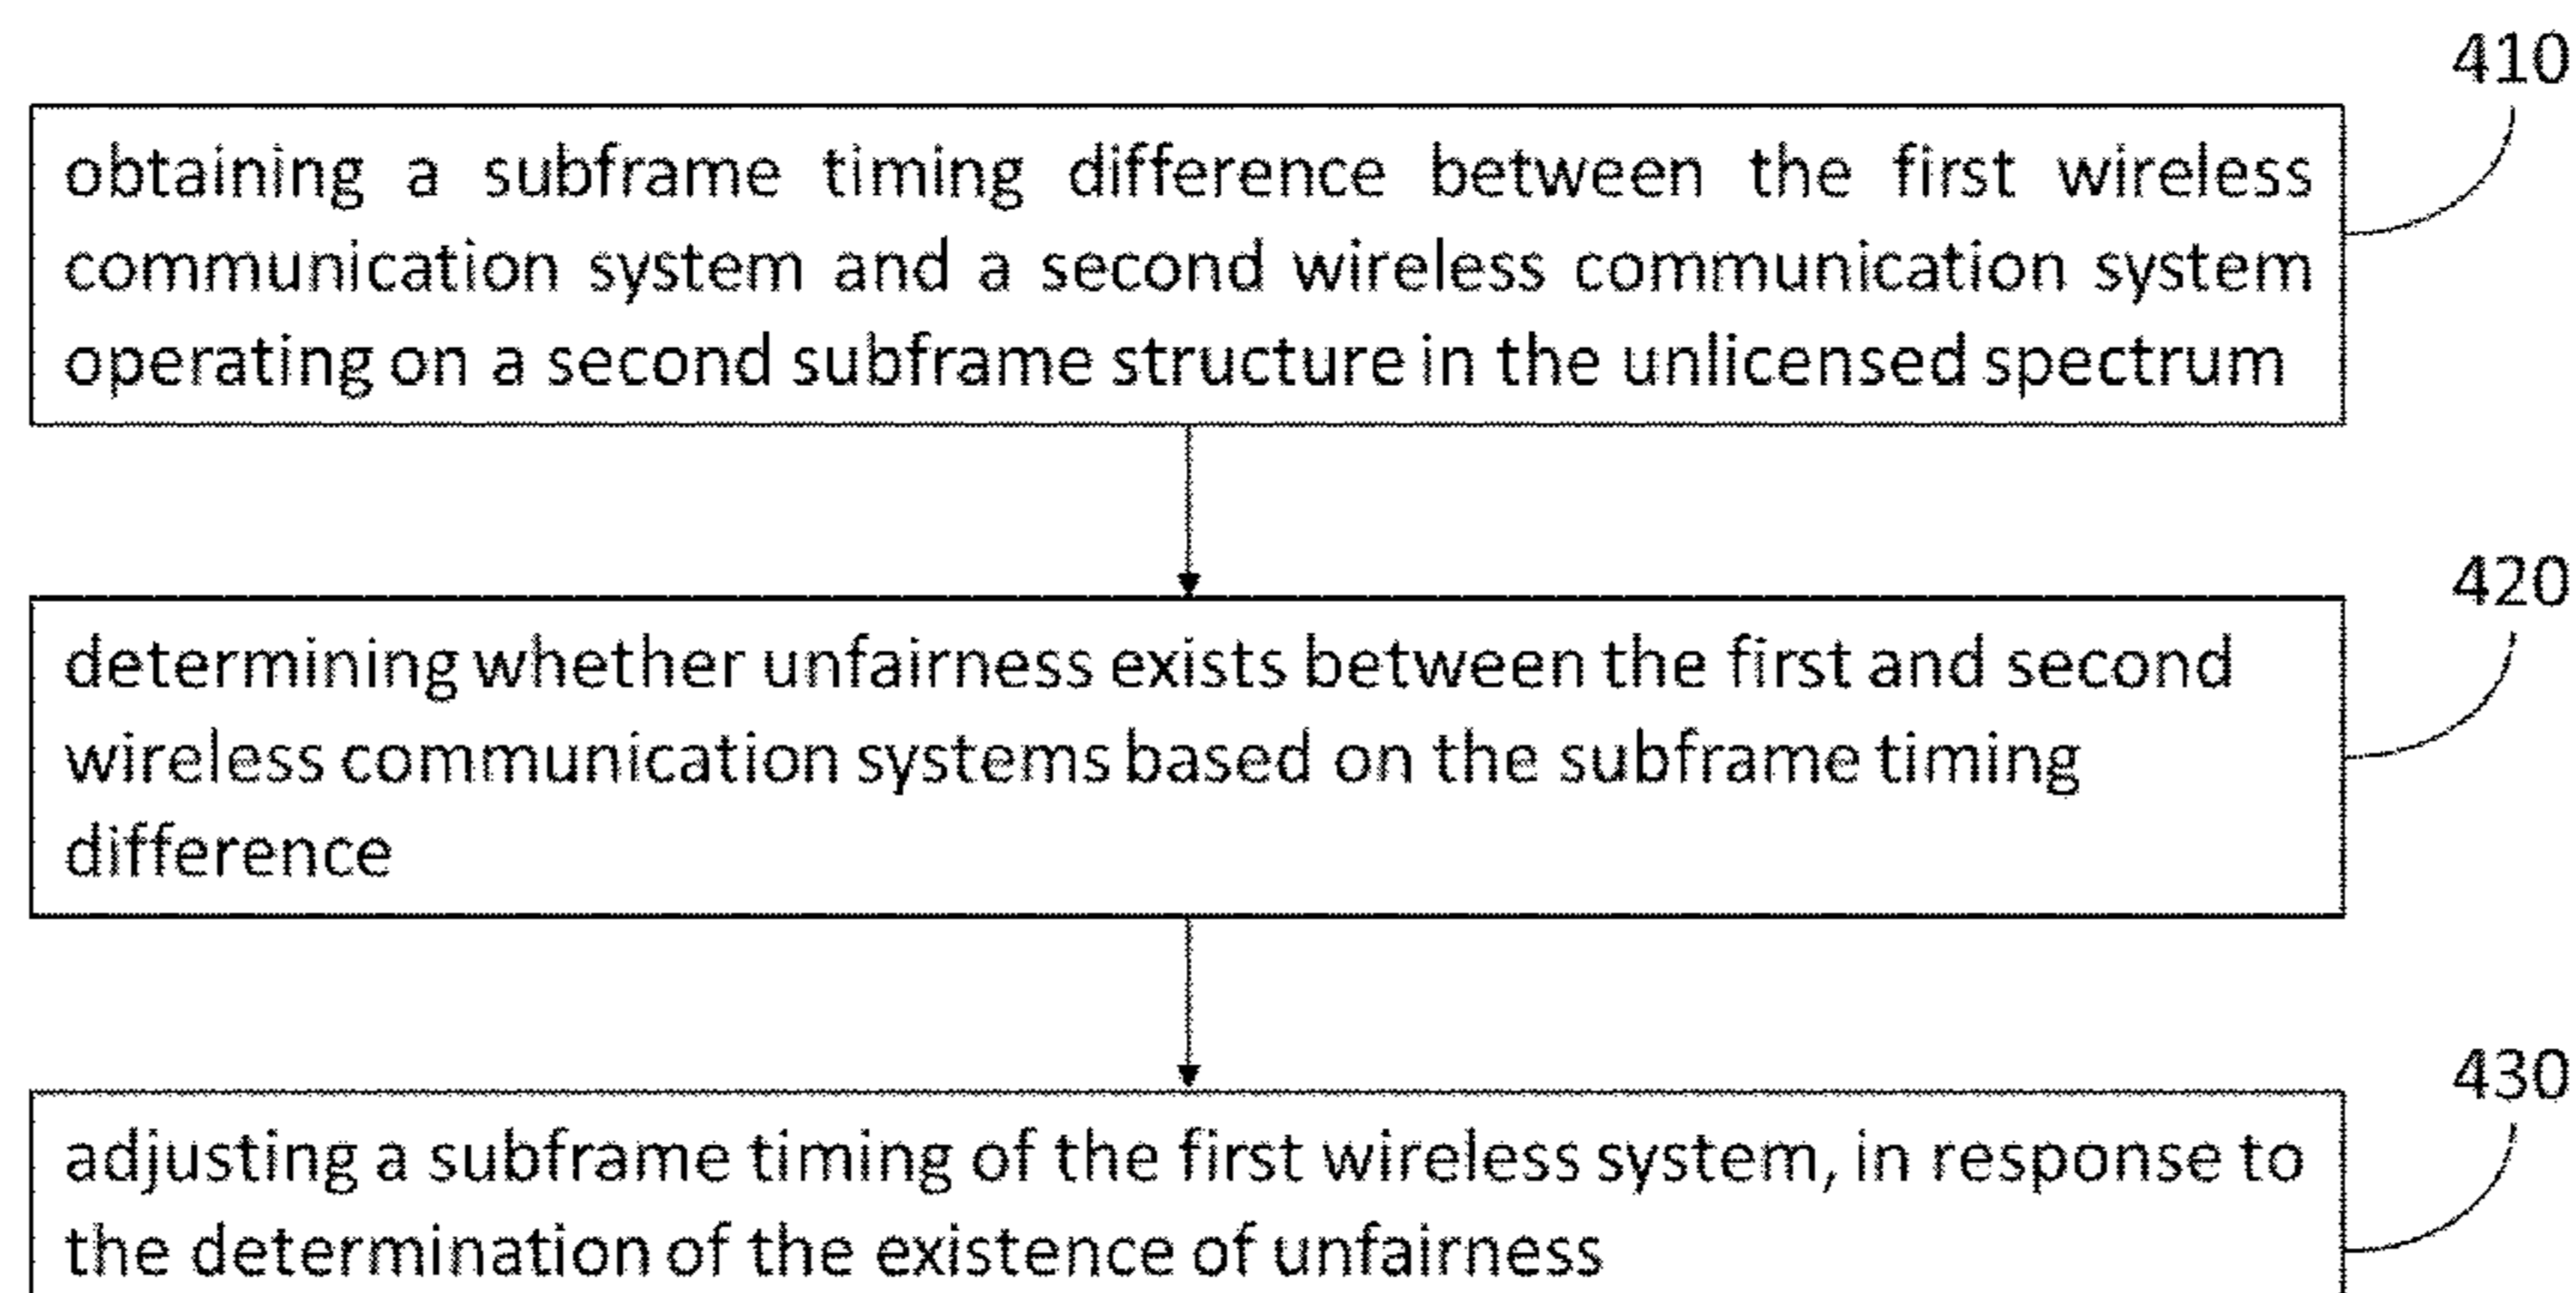 410
obtaining a subframe timing difference between the first wireless
communication system and a second wireless communication system
operating on a second subframe structure in the unlicensed spectrum
420
determining whether unfairness exists between the first and second
wireless communication systems based on the subframe timing
difference
430
adjusting a subframe timing of the first wireless system, in response to
the determination of the existence of unfairness